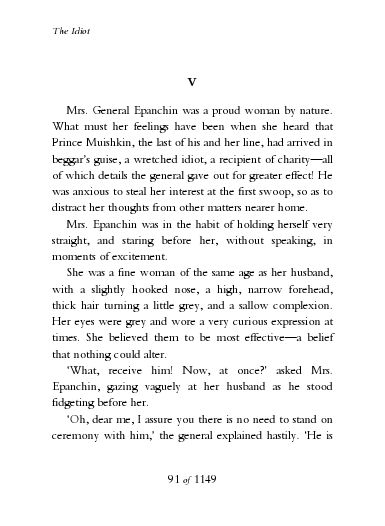 The Idiot
V
Mrs. General Epanchin was a proud woman by nature.
What must her feelings have been when she heard that
Prince Muishkin, the last of his and her line, had arrived in
beggar's guise, a wretched idiot, a recipient of charity—all
of which details the general gave out for greater effect! He
was anxious to steal her interest at the first swoop, so as to
distract her thoughts from other matters nearer home.
Mrs. Epanchin was in the habit of holding herself very
straight, and staring before her, without speaking, in
moments of excitement.
She was a fine woman of the same age as her husband,
with a slightly hooked nose, a high, narrow forehead,
thick hair turning a little grey, and a sallow complexion.
Her eyes were grey and wore a very curious expression at
times. She believed them to be most effective—a belief
that nothing could alter.
'What, receive him! Now, at once?' asked Mrs.
Epanchin, gazing vaguely at her husband as he stood
fidgeting before her.
'Oh, dear me, I assure you there is no need to stand on
ceremony with him,' the general explained hastily. 'He is
91 of 1149